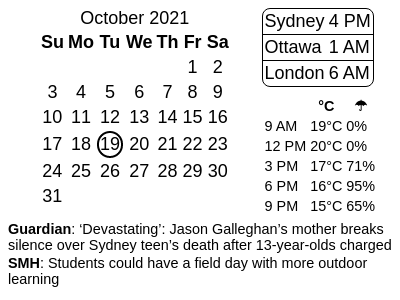 October 2021
Su Mo Tu We Th Fr Sa
1 2
3 4 5 6 7 8 9
10 11 12 13 14 15 16
17 18 19 20 21 22 23
24 25 26 27 28 29 30
31
Sydney 4 PM
Ottawa 1 AM
London 6 AM
°C ☂
9 AM 19°C 0%
12 PM 20°C 0%
3 PM 17°C 71%
6 PM 16°C 95%
9 PM 15°C 65%
Guardian: ‘Devastating’: Jason Galleghan’s mother breaks
silence over Sydney teen’s death after 13-year-olds charged
SMH: Students could have a field day with more outdoor
learning